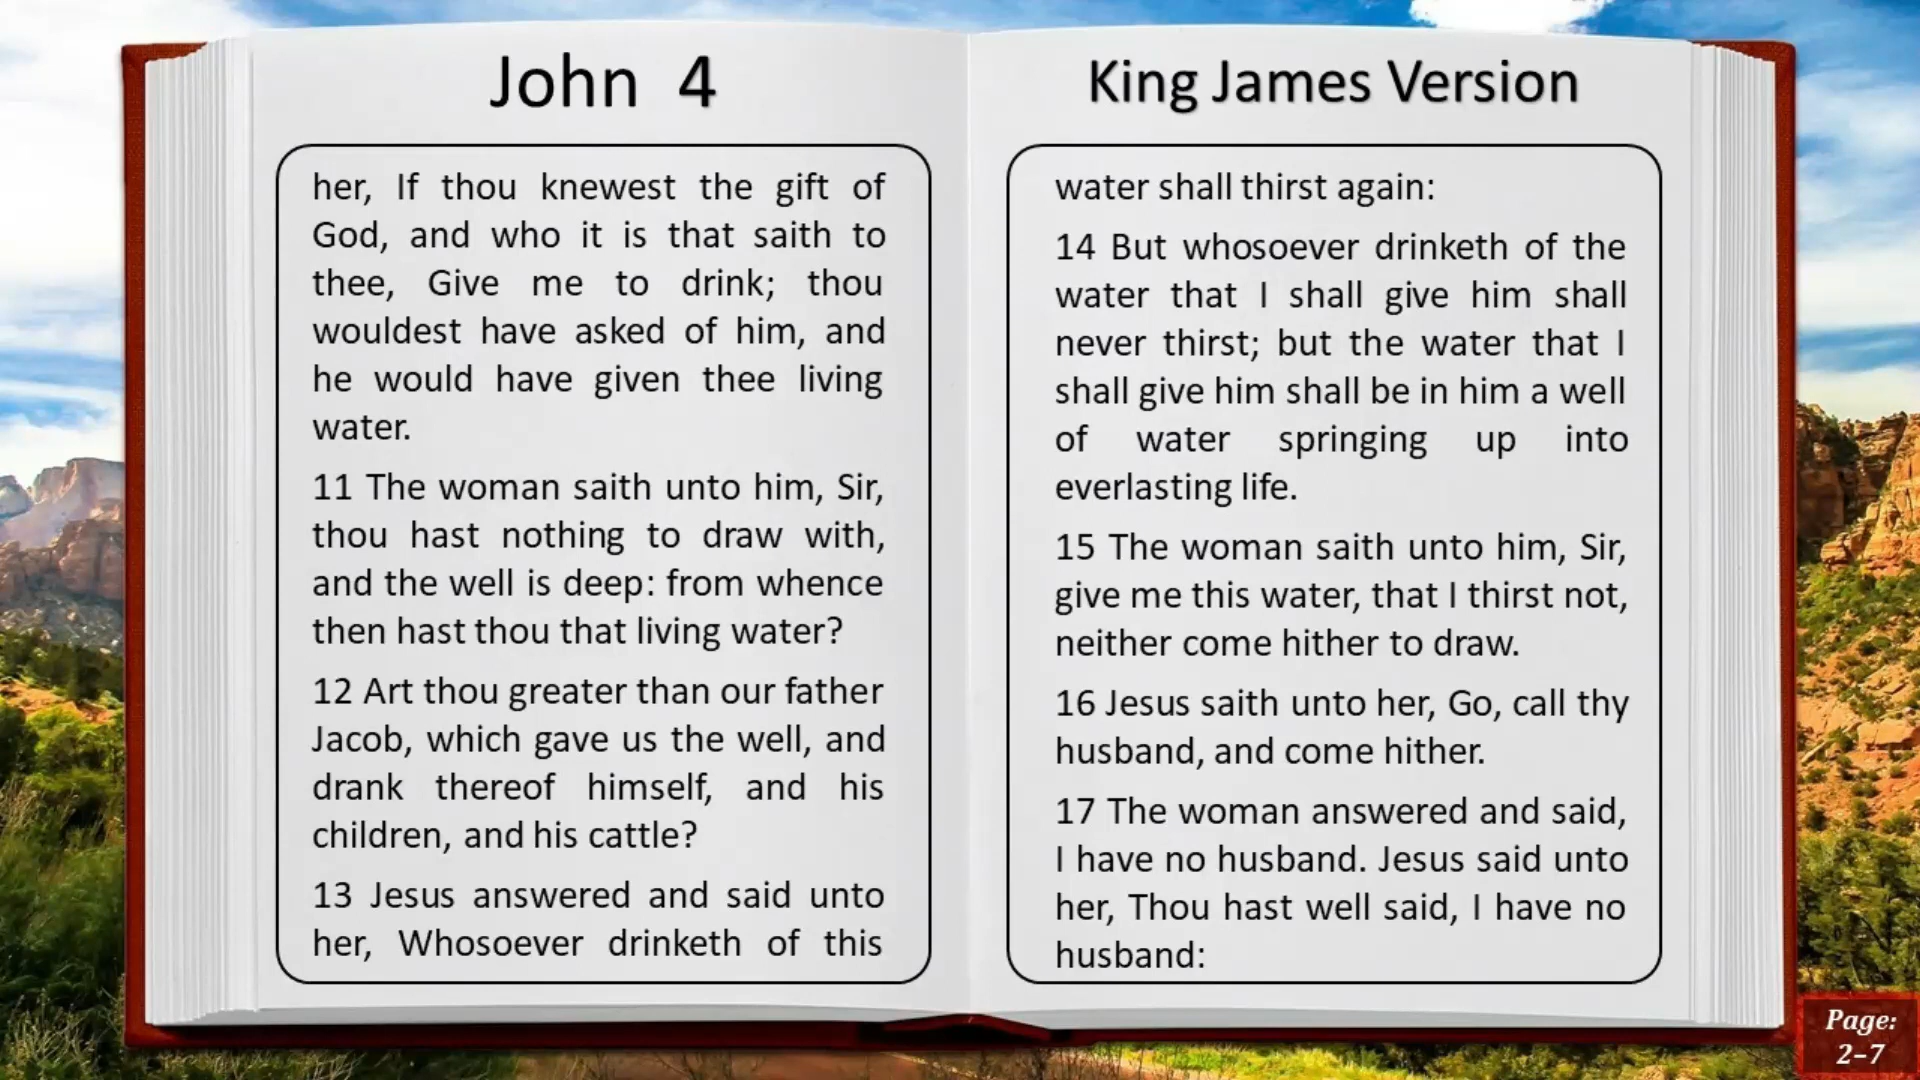 John 4
her, If thou knewest the gift of
God, and who it is that saith to
thee, Give me to drink; thou
wouldest have asked of him, and
he would have given thee living
water.
11 The woman saith unto him, Sir,
thou hast nothing to draw with,
and the well is deep: from whence
then hast thou that living water?
12 Art thou greater than our father
Jacob, which gave us the well, and
drank thereof himself, and his
children, and his cattle?
13 Jesus answered and said unto
her, Whosoever drinketh of this
King James Version
water shall thirst again:
14 But whosoever drinketh of the
water that I shall give him shall
never thirst; but the water that I
shall give him shall be in him a well
of water springing up into
everlasting life.
15 The woman saith unto him, Sir,
give me this water, that I thirst not,
neither come hither to draw.
16 Jesus saith unto her, Go, call thy
husband, and come hither.
17 The woman answered and said,
I have no husband. Jesus said unto
her, Thou hast well said, I have no
husband:
Page:
2–7